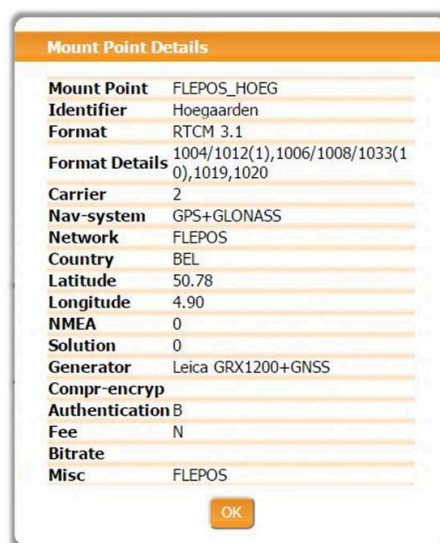 Mount Point Details
Mount Point FLEPOS_HOEG
Identifier Hoegaarden
Format RTCM 3.1
Format Details 1004/1012(1),1006/1008/1033(1
0),1019,1020
Carrier 2
Nav-system GPS+GLONASS
Network FLEPOS
Country BEL
Latitude 50.78
Longitude 4.90
NMEA 0
Solution 0
Generator Leica GRX1200+GNSS
Compr-encryp
Authentication B
Fee N
Bitrate
Misc FLEPOS
OK